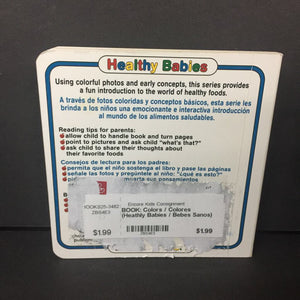 Healthy Babies
Using colorful photos and early concepts, this series provides
a fun introduction to the world of healthy foods.
A través de fotos coloridas y conceptos básicos, esta serie les
brinda a los niños una emocionante e interactiva introducción
al mundo de los alimentos saludables.
Reading tips for parents:
allow child to handle book and turn pages
point to pictures and ask child "what's that?"
ask child to share their thoughts about
their favorite foods
Consejos de lectura para los padres:
permita que el niño sostenga el libro y pase las páginas
señale las fotos y pregúntele al niño: "¿qué es esto?"
pensamientos
Encore Kids Consignment
BOOK: Colors / Colores
(Heathly Babies / Bebes Sanos)
ZBS4E3
$1.99
ZBS4E3
$1.99